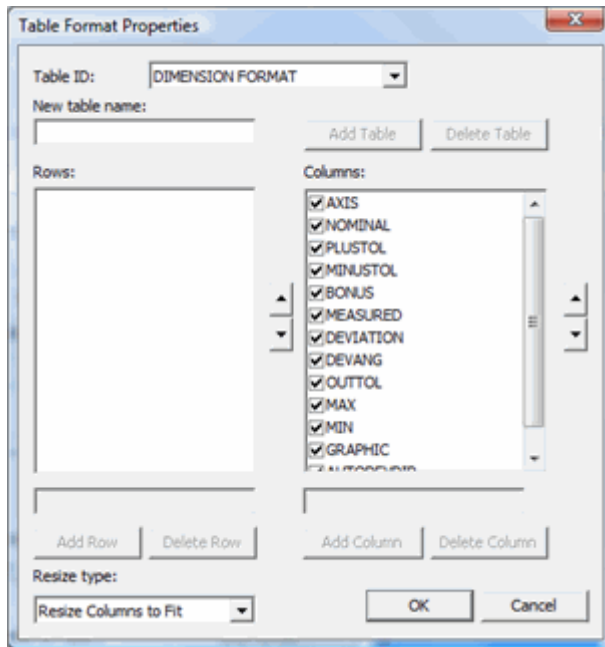 Table Format Properties
Table ID: DIMENSION FORMAT
New table name:
Add Table Delete Table
Rows: Columns:
AXIS
NOMINAL
PLUSTOL
MINUSTOL
BONUS
MEASURED
DEVIATION
DEVANG
OUTTOL
MAX
MIN
GRAPHIC
Add Row Delete Row Add Column Delete Column
Resize type:
Resize Columns to Fit OK Cancel